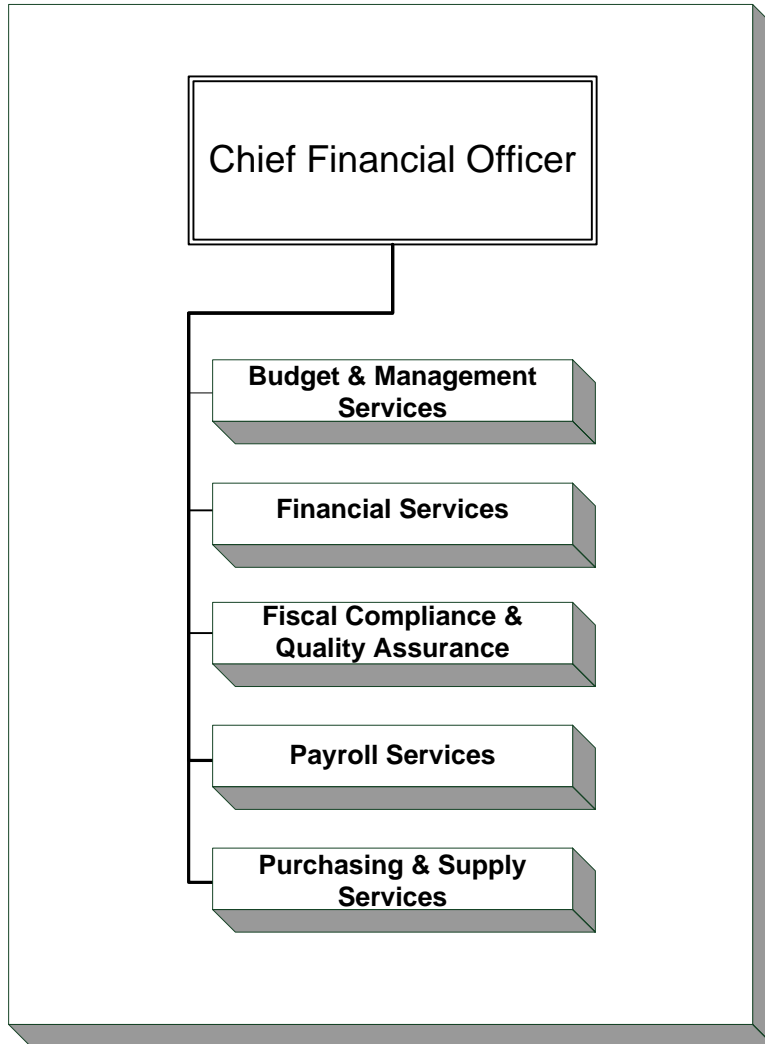 Chief Financial Officer
Budget & Management
Services
Financial Services
Fiscal Compliance &
Quality Assurance
Payroll Services
Purchasing & Supply
Services